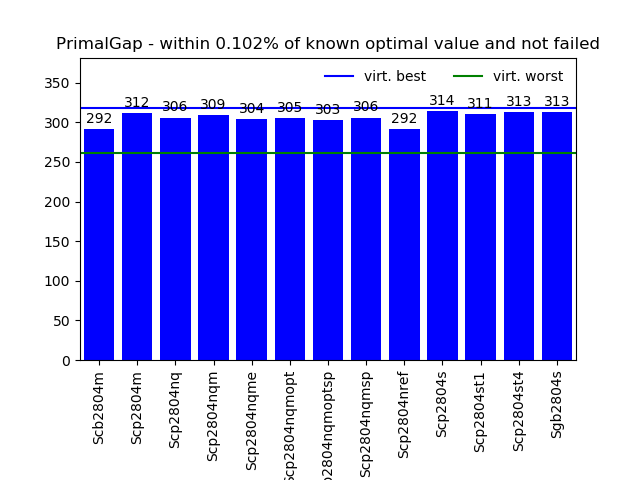 PrimalGap - within 0.102% of known optimal value and not failed
virt. best virt. worst
350
300
250
200
150
100
50
0
292 312 306 309 304 305 303 306 292 314 311 313 313
Scb2804m
Scp2804m
Scp2804nq
Scp2804nqm
Scp2804nqme
Scp2804nqmopt
p2804nqmoptsp
Scp2804nqmsp
Scp2804nref
Scp2804s
Scp2804st1
Scp2804st4
Sgb2804s